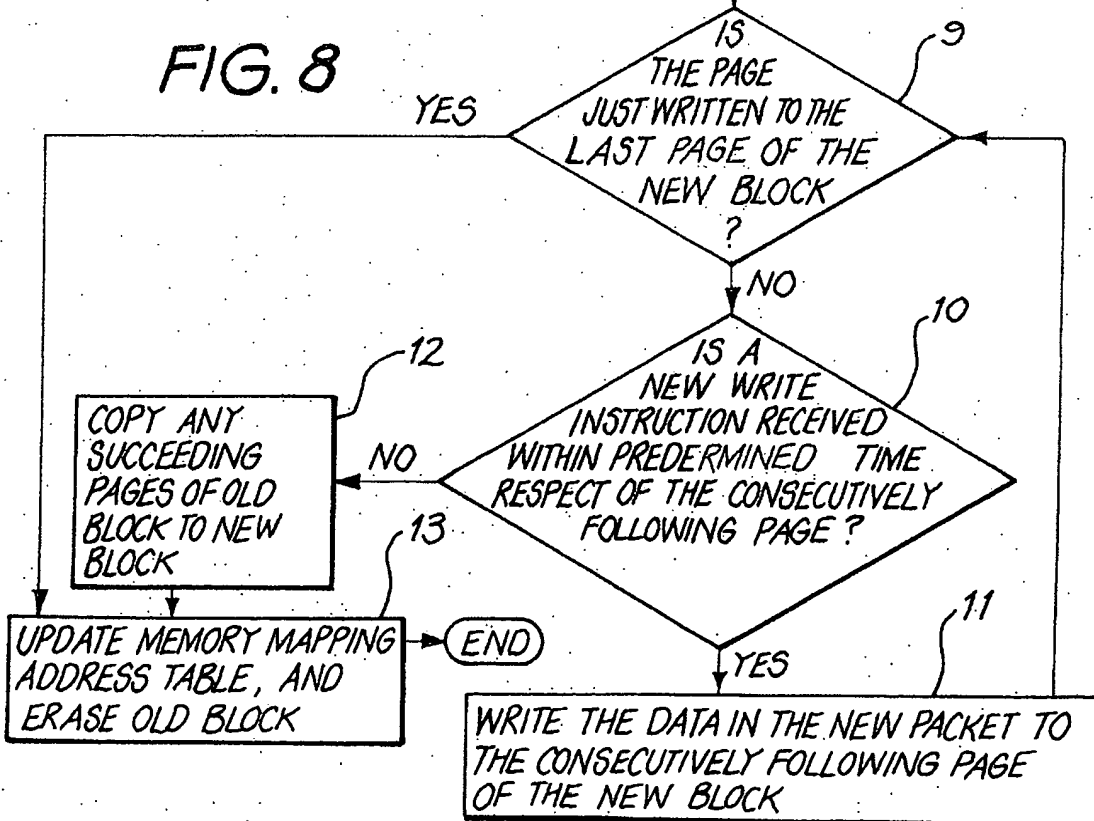 FIG. 8
9
IS
THE PAGE
JUST WRITTEN TO THE
LAST PAGE OF THE
NEW BLOCK
?
YES
NO
10
IS A
NEW WRITE
INSTRUCTION RECEIVED
WITHIN PREDERMINED TIME
RESPECT OF THE CONSECUTIVELY
FOLLOWING PAGE ?
NO
12
COPY ANY
SUCCEEDING
PAGES OF OLD
BLOCK TO NEW
BLOCK
13
UPDATE MEMORY MAPPING
ADDRESS TABLE, AND
ERASE OLD BLOCK
END
YES
11
WRITE THE DATA IN THE NEW PACKET TO
THE CONSECUTIVELY FOLLOWING PAGE
OF THE NEW BLOCK